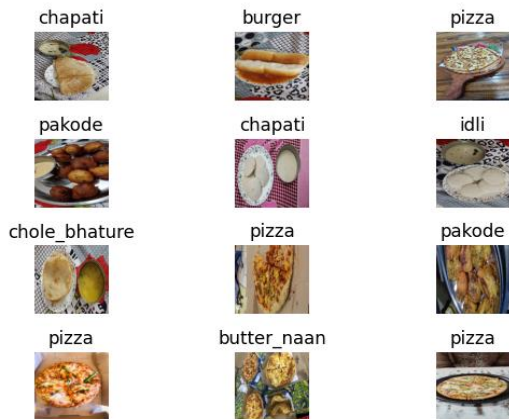 chapati
burger
pizza
pakode
chapati
idli
chole_bhature
pizza
pakode
pizza
butter_naan
pizza